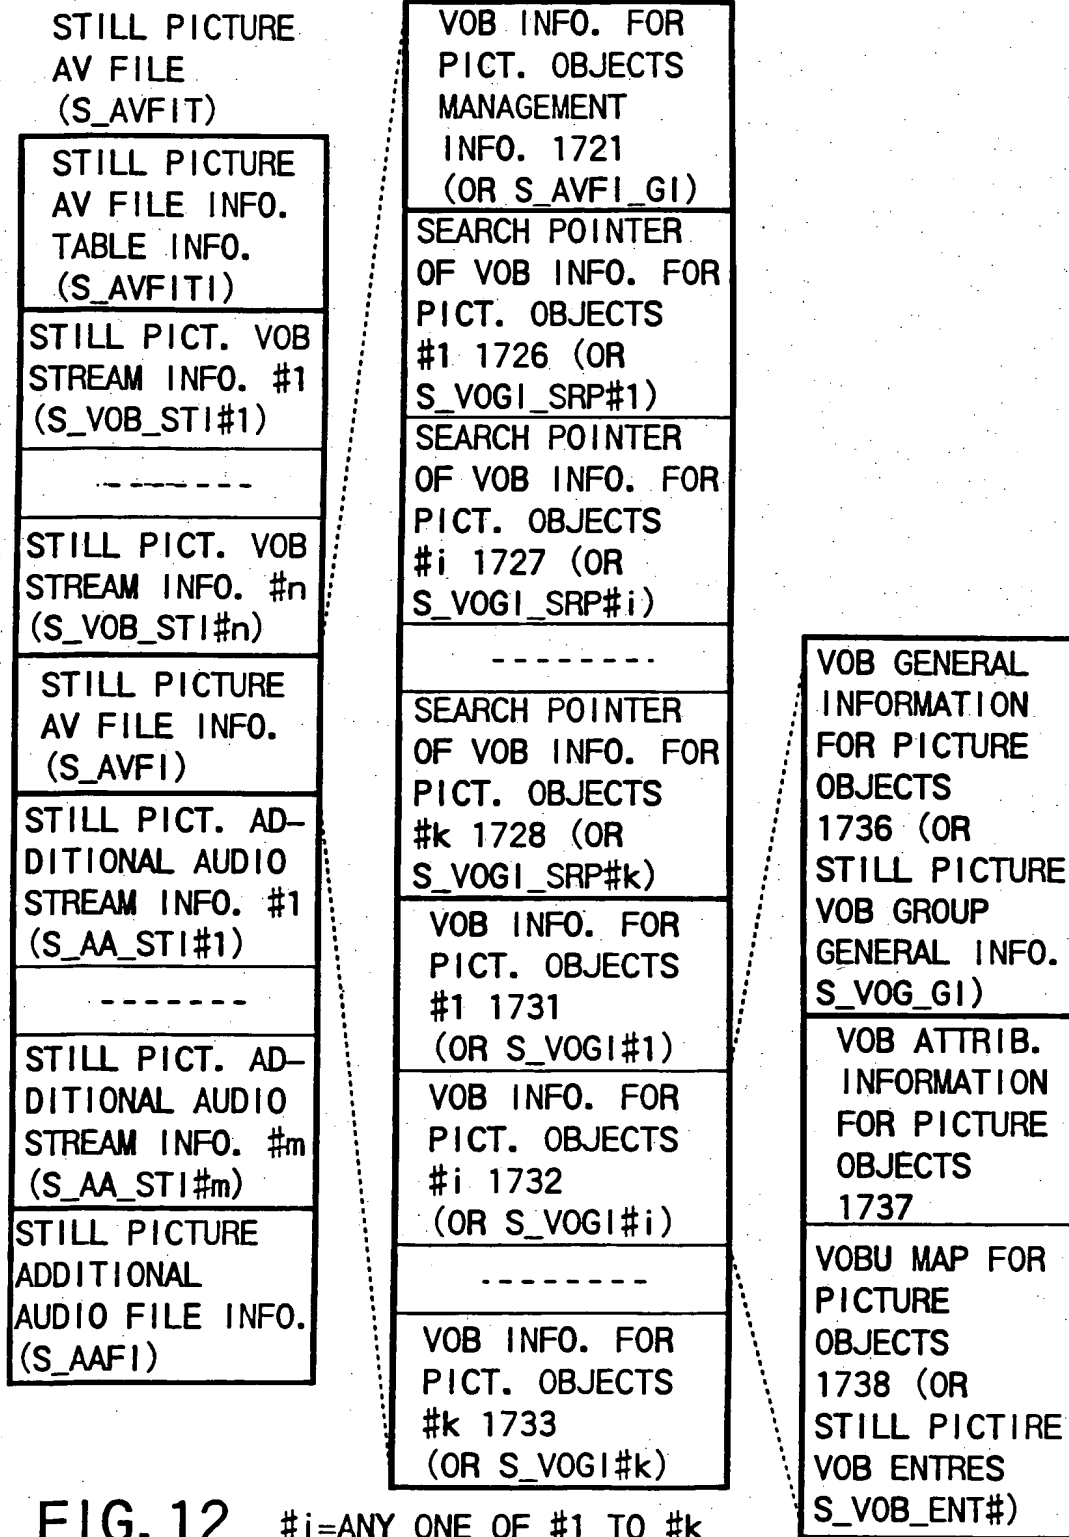 STILL PICTURE
AV FILE
(S_AVFIT)
STILL PICTURE
AV FILE INFO.
TABLE INFO.
(S_AVFITI)
STILL PICT. VOB
STREAM INFO. #1
(S_VOB_STI#1)
STILL PICT. VOB
STREAM INFO. #n
(S_VOB_STI#n)
STILL PICTURE
AV FILE INFO.
(S_AVFI)
STILL PICT. AD-
DITIONAL AUDIO
STREAM INFO. #1
(S_AA_STI#1)
STILL PICT. AD-
DITIONAL AUDIO
STREAM INFO. #m
(S_AA_STI#m)
STILL PICTURE
ADDITIONAL
AUDIO FILE INFO.
(S_AAFI)
VOB INFO. FOR
PICT. OBJECTS
MANAGEMENT
INFO. 1721
(OR S_AVFI_GI)
SEARCH POINTER
OF VOB INFO. FOR
PICT. OBJECTS
#1 1726 (OR
S_VOGI_SRP#1)
SEARCH POINTER
OF VOB INFO. FOR
PICT. OBJECTS
#i 1727 (OR
S_VOGI_SRP#i)
SEARCH POINTER
OF VOB INFO. FOR
PICT. OBJECTS
#k 1728 (OR
S_VOGI_SRP#k)
VOB INFO. FOR
PICT. OBJECTS
#1 1731
(OR S_VOGI#1)
VOB INFO. FOR
PICT. OBJECTS
#i 1732
(OR S_VOGI#i)
VOB INFO. FOR
PICT. OBJECTS
#k 1733
(OR S_VOGI#k)
VOB GENERAL
INFORMATION
FOR PICTURE
OBJECTS
1736 (OR
STILL PICTURE
VOB GROUP
GENERAL INFO.
S_VOG_GI)
VOB ATTRIB.
INFORMATION
FOR PICTURE
OBJECTS
1737
VOBU MAP FOR
PICTURE
OBJECTS
1738 (OR
STILL PICTIRE
VOB ENTRES
S_VOB_ENT#)
FIG. 12 #i=ANY ONE OF #1 TO #k